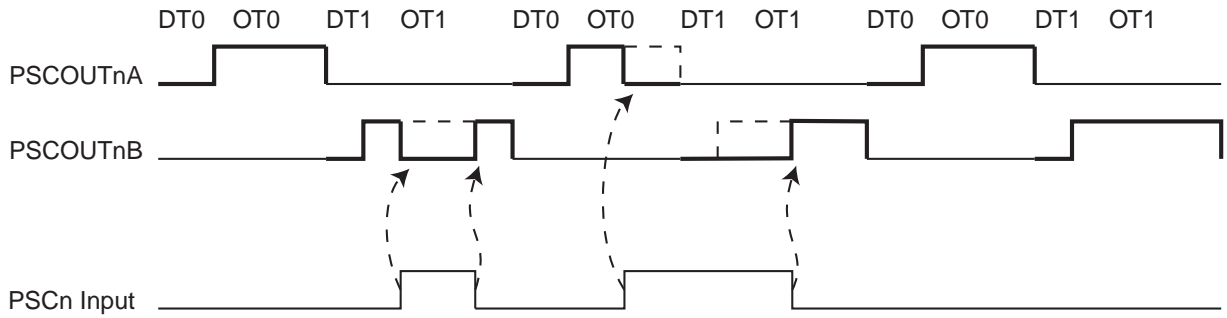 DT0 OT0 DT1 OT1 DT0 OT0 DT1 OT1 DT0 OT0 DT1 OT1
PSCOUTnA
PSCOUTnB
PSCn Input